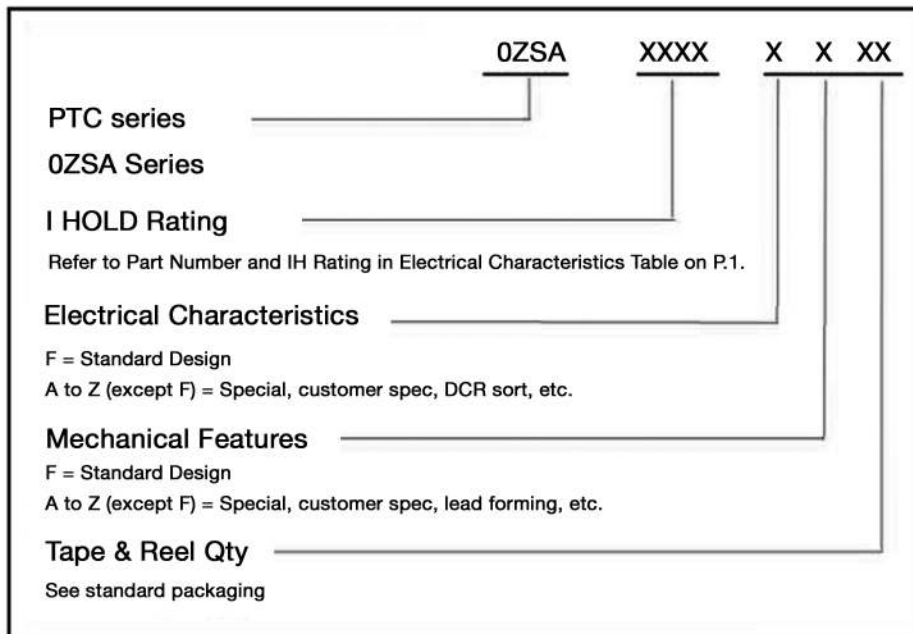 0ZSA XXXX X X XX
PTC series
0ZSA Series
I HOLD Rating
Refer to Part Number and IH Rating in Electrical Characteristics Table on P.1.
Electrical Characteristics
F = Standard Design
A to Z (except F) = Special, customer spec, DCR sort, etc.
Mechanical Features
F = Standard Design
A to Z (except F) = Special, customer spec, lead forming, etc.
Tape & Reel Qty
See standard packaging